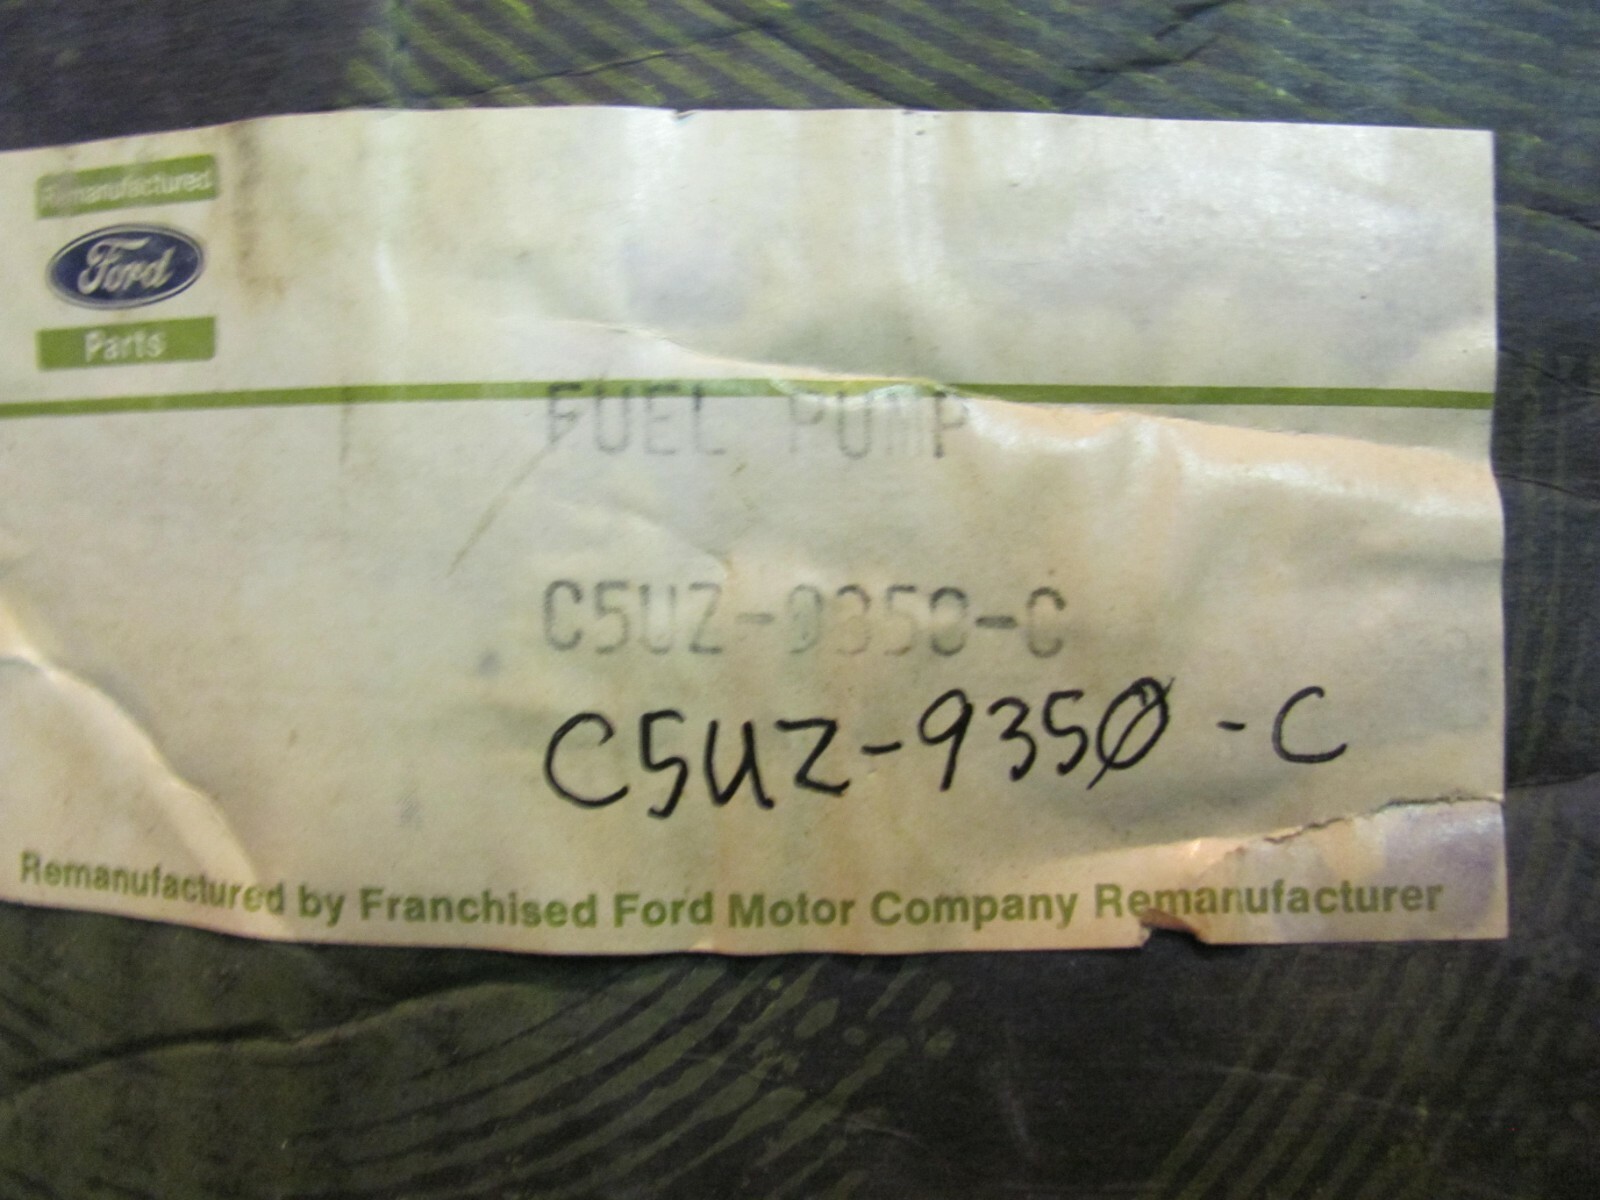 Remanufactured
Ford
Parts
FUEL PUMP
C5UZ-9350-C
C5UZ-9350-C
Remanufactured by Franchised Ford Motor Company Remanufacturer